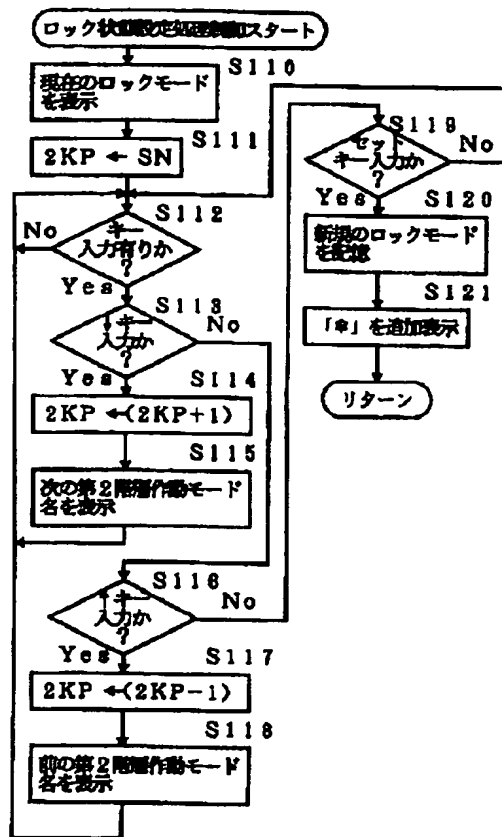 ロック状態設定処理制御スタート
S110
現在のロックモード
を表示
S111
2KP ← SN
S112
キー
入力有りか
?
No
Yes
S113
↓キー
入力か
?
No
Yes
S114
2KP ←(2KP+1)
S115
次の第2階層作動モード
名を表示
S116
↑キー
入力か
?
No
Yes
S117
2KP ←(2KP-1)
S118
前の第2階層作動モード
名を表示
S119
セット
キー入力か
?
No
Yes
S120
新規のロックモード
を記憶
S121
「*」を追加表示
リターン